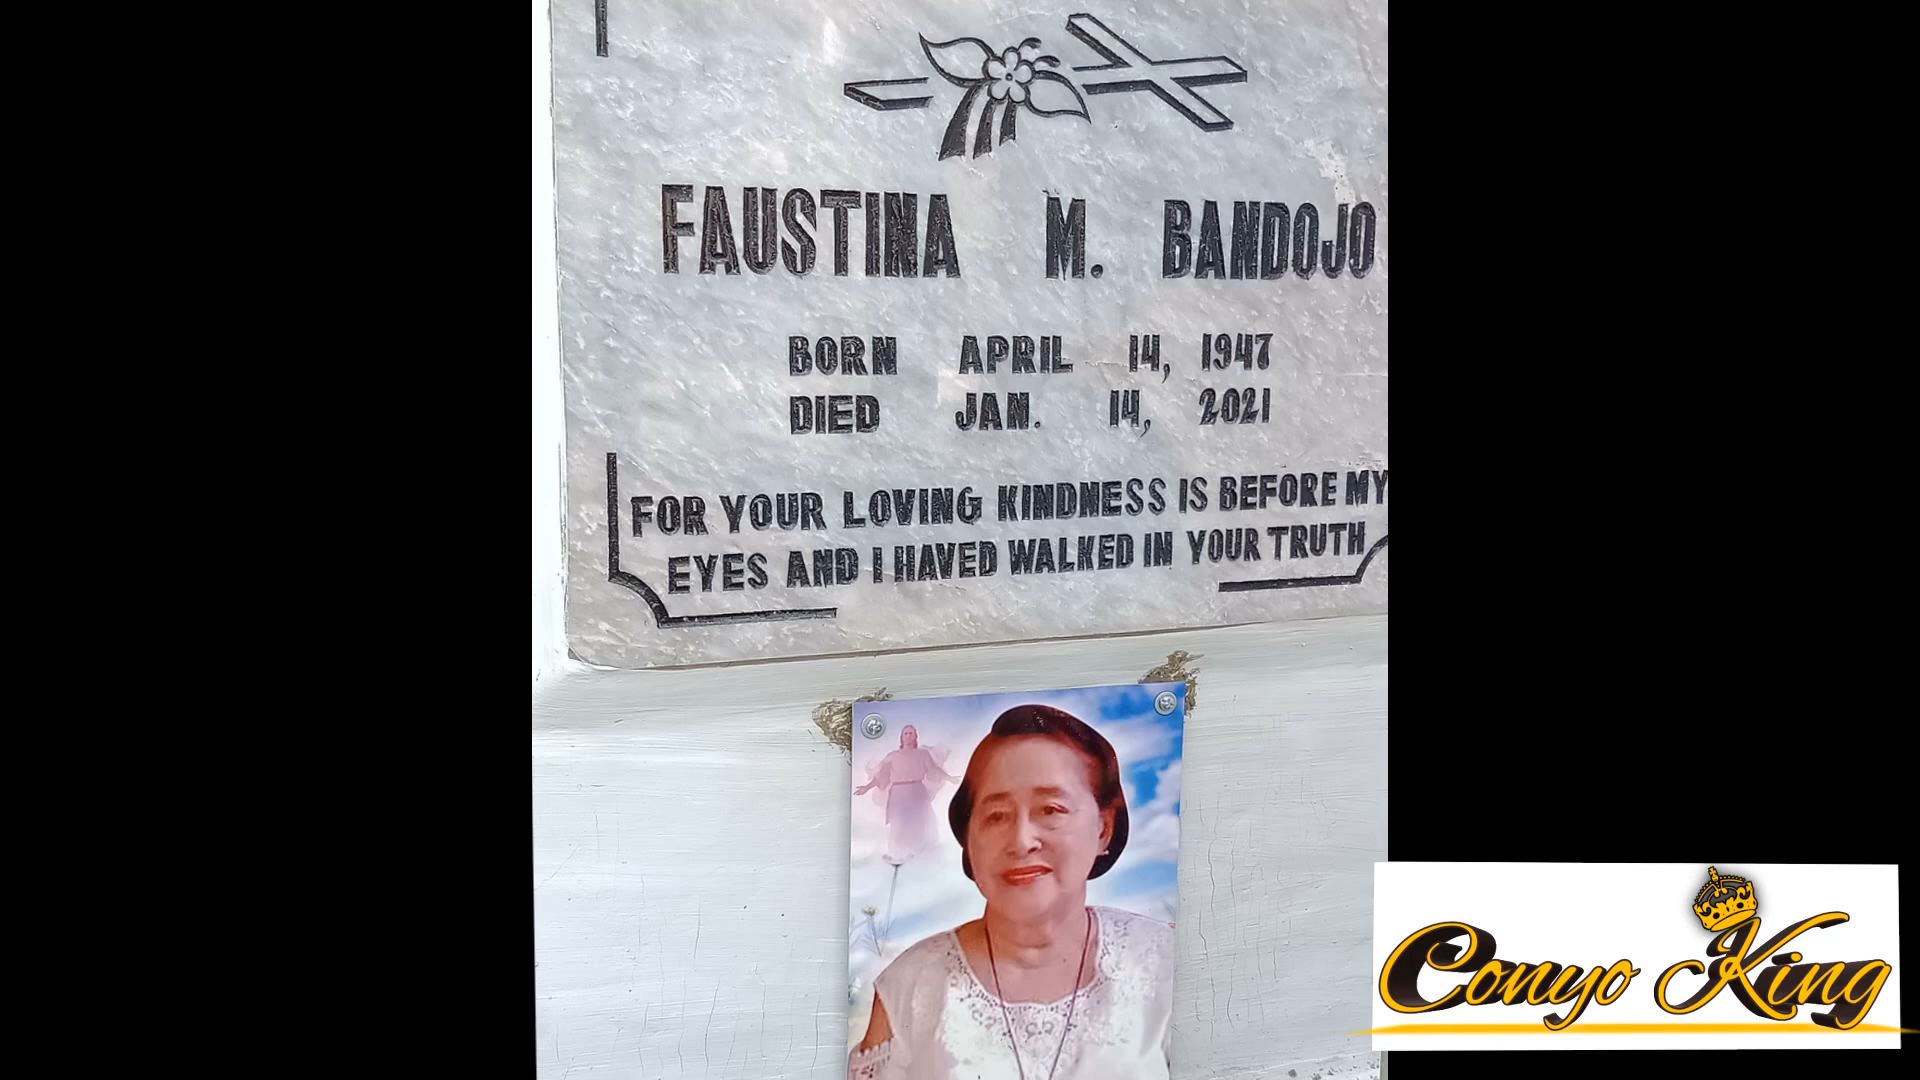 FAUSTINA M. BANDOJO
BORN APRIL 14, 1947
DIED JAN. 14, 2021
FOR YOUR LOVING KINDNESS IS BEFORE MY
EYES AND I HAVED WALKED IN YOUR TRUTH
Conyo King